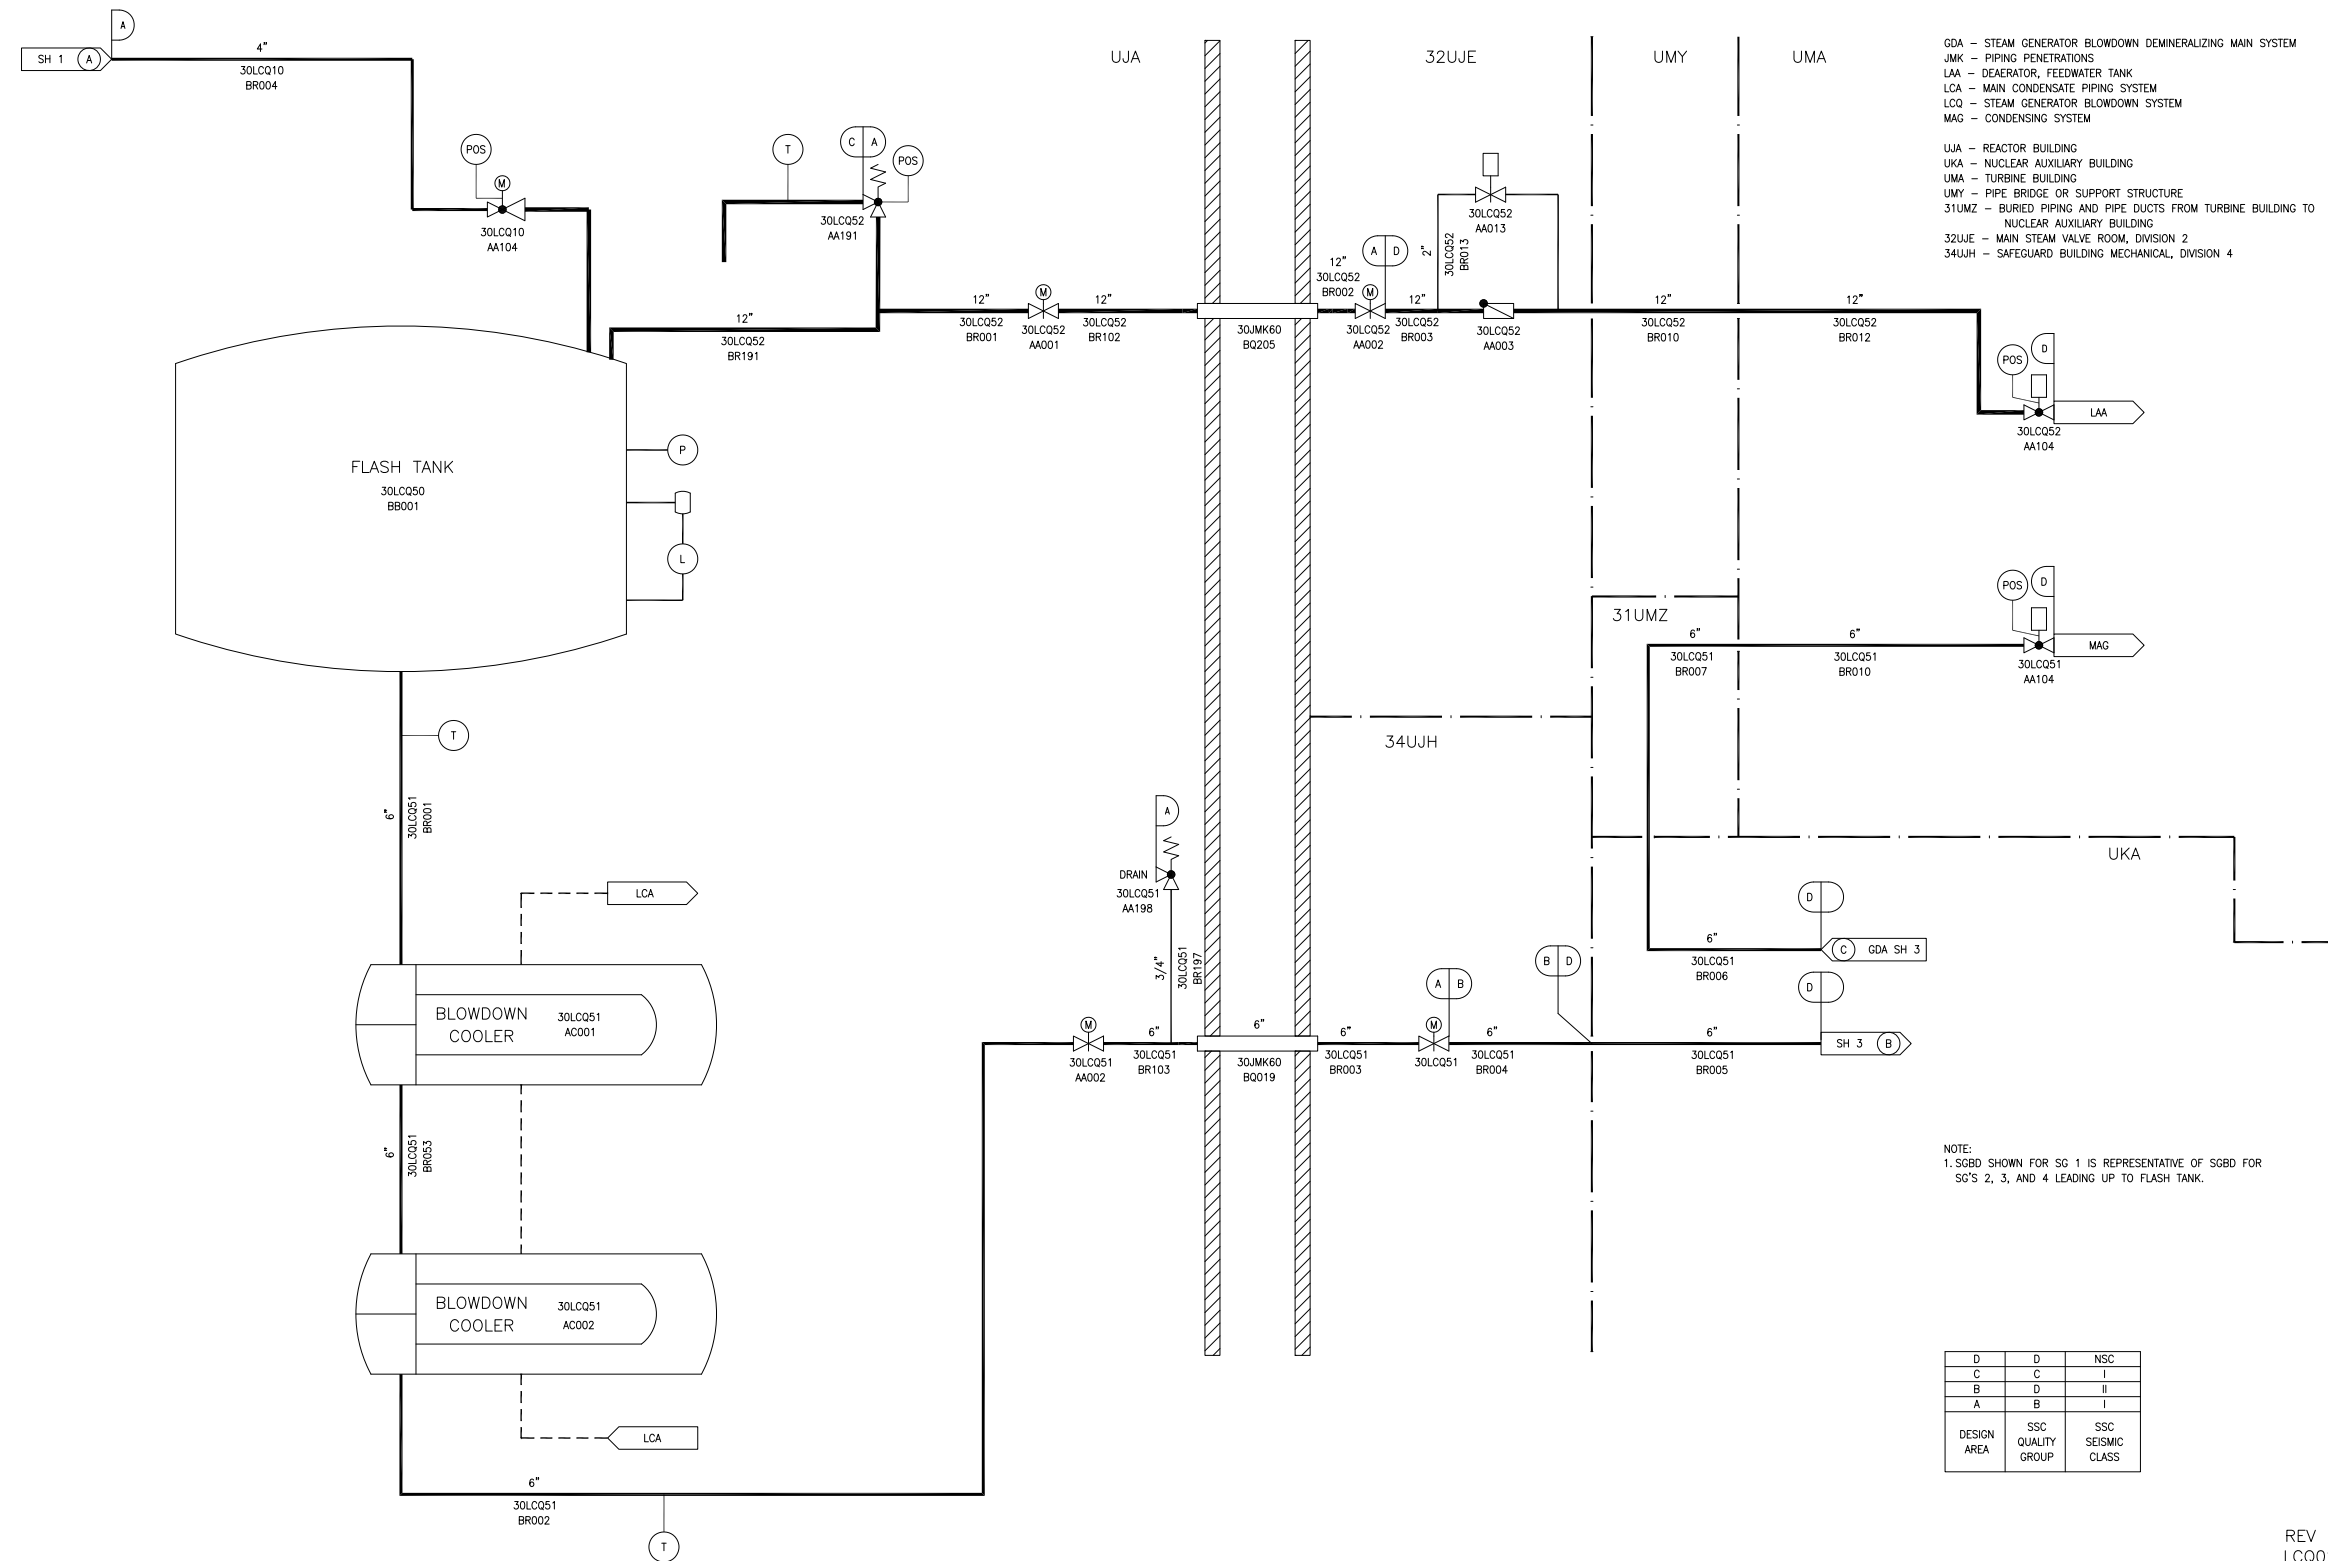 A
SH 1 A
4"
30LCQ10
BR004
UJA
32UJE
UMY
UMA
GDA – STEAM GENERATOR BLOWDOWN DEMINERALIZING MAIN SYSTEM
JMK – PIPING PENETRATIONS
LAA – DEAERATOR, FEEDWATER TANK
LCA – MAIN CONDENSATE PIPING SYSTEM
LCQ – STEAM GENERATOR BLOWDOWN SYSTEM
MAG – CONDENSING SYSTEM
UJA – REACTOR BUILDING
UKA – NUCLEAR AUXILIARY BUILDING
UMA – TURBINE BUILDING
UMY – PIPE BRIDGE OR SUPPORT STRUCTURE
31UMZ – BURIED PIPING AND PIPE DUCTS FROM TURBINE BUILDING TO
NUCLEAR AUXILIARY BUILDING
32UJE – MAIN STEAM VALVE ROOM, DIVISION 2
34UJH – SAFEGUARD BUILDING MECHANICAL, DIVISION 4
POS
M
30LCQ10
AA104
T
C A
POS
30LCQ52
AA191
12"
30LCQ52
BR191
12"
30LCQ52
BR001
M
30LCQ52
AA001
12"
30LCQ52
BR102
30JMK60
BQ205
12"
30LCQ52
BR002
A D
M
30LCQ52
AA002
12"
30LCQ52
BR003
2"
30LCQ52
BR013
30LCQ52
AA013
30LCQ52
AA003
12"
30LCQ52
BR010
12"
30LCQ52
BR012
POS
D
LAA
30LCQ52
AA104
FLASH TANK
30LCQ50
BB001
P
L
31UMZ
6"
30LCQ51
BR007
6"
30LCQ51
BR010
POS
D
MAG
30LCQ51
AA104
34UJH
T
6"
30LCQ51
BR001
UKA
A
DRAIN
30LCQ51
AA198
3/4"
30LCQ51
BR197
LCA
D
6"
30LCQ51
BR006
C GDA SH 3
BLOWDOWN
COOLER
30LCQ51
AC001
M
30LCQ51
AA002
6"
30LCQ51
BR103
6"
30JMK60
BQ019
6"
30LCQ51
BR003
A B
M
30LCQ51
6"
30LCQ51
BR004
B D
6"
30LCQ51
BR005
D
SH 3 B
6"
30LCQ51
BR053
NOTE:
1. SGBD SHOWN FOR SG 1 IS REPRESENTATIVE OF SGBD FOR
SG'S 2, 3, AND 4 LEADING UP TO FLASH TANK.
BLOWDOWN
COOLER
30LCQ51
AC002
LCA
6"
30LCQ51
BR002
T
D D NSC
C C I
B D II
A B I
DESIGN AREA SSC QUALITY GROUP SSC SEISMIC CLASS
REV